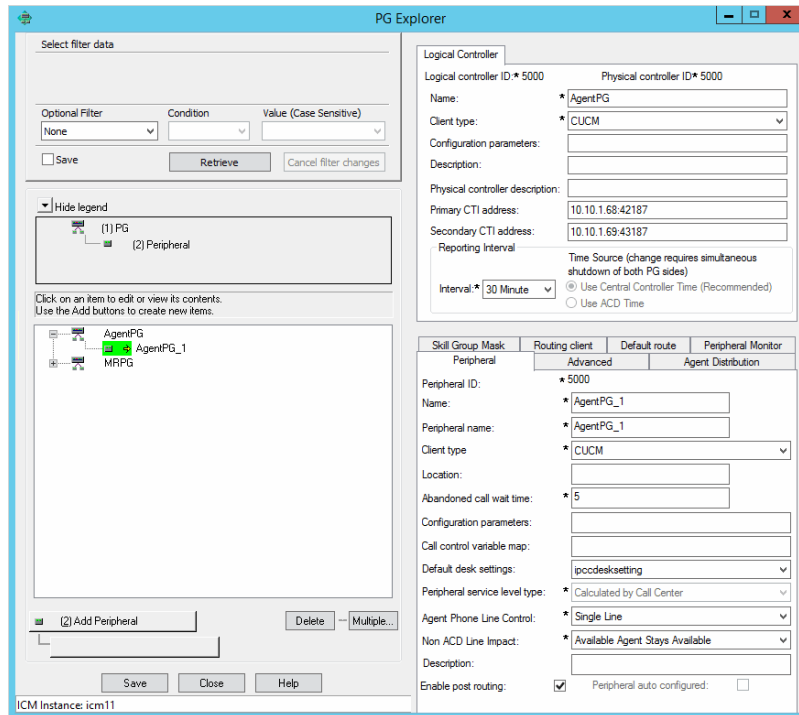 PG Explorer
Select filter data
Optional Filter Condition Value (Case Sensitive)
None
Save Retrieve Cancel filter changes
Hide legend
(1) PG
(2) Peripheral
Click on an item to edit or view its contents.
Use the Add buttons to create new items.
AgentPG
AgentPG_1
MRPG
(2) Add Peripheral Delete Multiple...
Save Close Help
ICM Instance: icm11
Logical Controller
Logical controller ID:* 5000 Physical controller ID* 5000
Name: * AgentPG
Client type: * CUCM
Configuration parameters:
Description:
Physical controller description:
Primary CTI address: 10.10.1.68:42187
Secondary CTI address: 10.10.1.69:43187
Reporting Interval
Time Source (change requires simultaneous
shutdown of both PG sides)
Interval:* 30 Minute Use Central Controller Time (Recommended)
Use ACD Time
Skill Group Mask Routing client Default route Peripheral Monitor
Peripheral Advanced Agent Distribution
Peripheral ID: * 5000
Name: * AgentPG_1
Peripheral name: * AgentPG_1
Client type * CUCM
Location:
Abandoned call wait time: * 5
Configuration parameters:
Call control variable map:
Default desk settings: ipccdesksetting
Peripheral service level type: * Calculated by Call Center
Agent Phone Line Control: * Single Line
Non ACD Line Impact: * Available Agent Stays Available
Description:
Enable post routing: Peripheral auto configured: